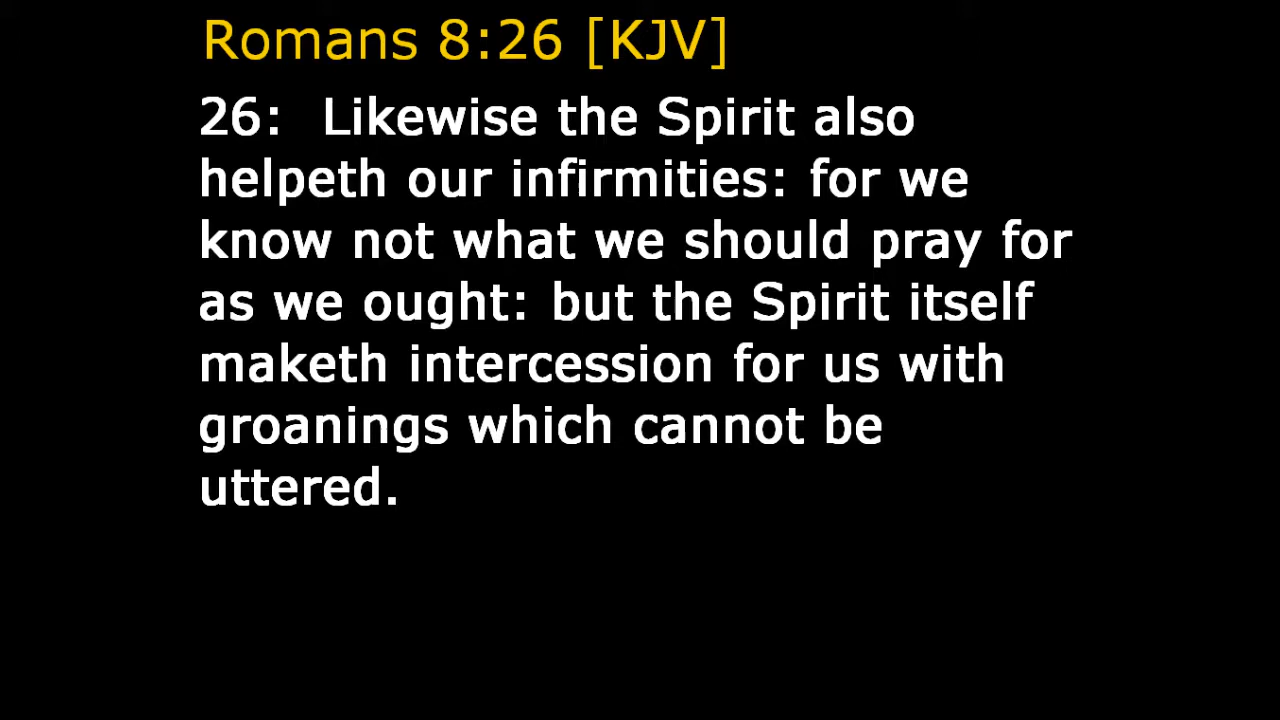 Romans 8:26 [KJV]
26:  Likewise the Spirit also
helpeth our infirmities: for we
know not what we should pray for
as we ought: but the Spirit itself
maketh intercession for us with
groanings which cannot be
uttered.